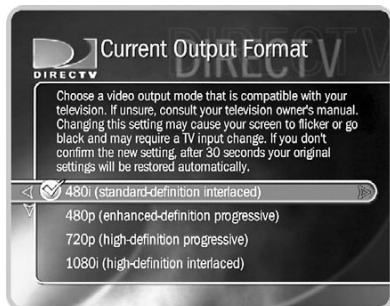 DIRECTV
Current Output Format
DIRECTV
Choose a video output mode that is compatible with your
television. If unsure, consult your television owner's manual.
Changing this setting may cause your screen to flicker or go
black and may require a TV input change. If you don't
confirm the new setting, after 30 seconds your original
settings will be restored automatically.
480i (standard-definition interlaced)
480p (enhanced-definition progressive)
720p (high-definition progressive)
1080i (high-definition interlaced)